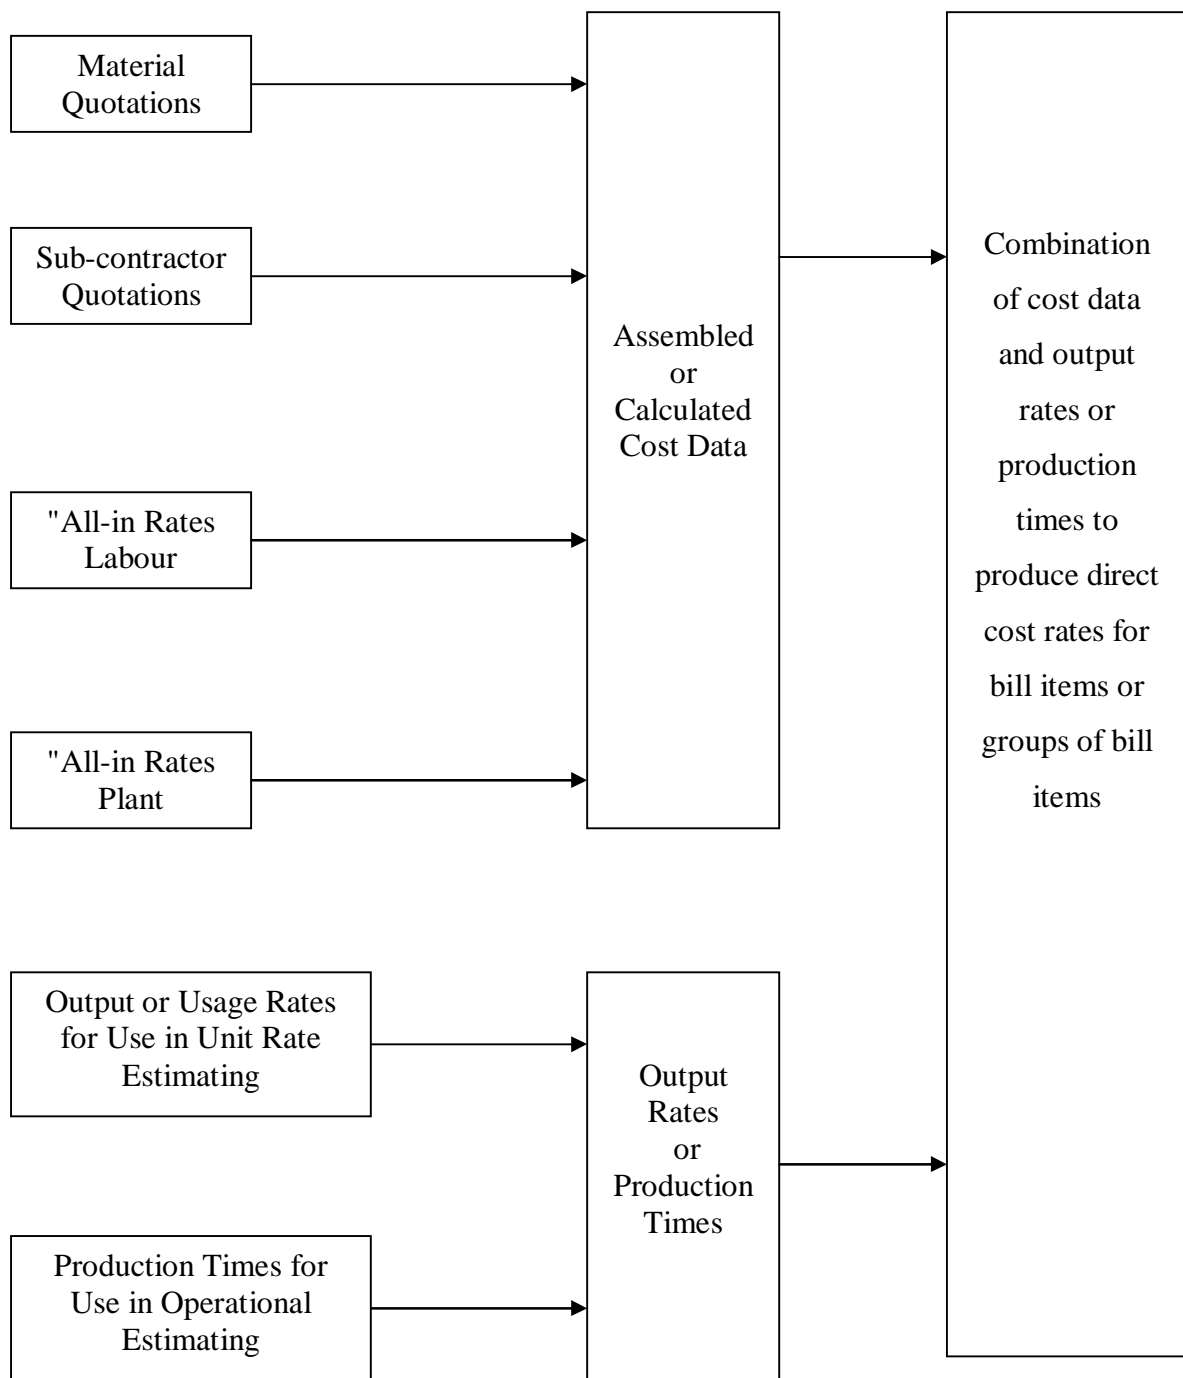 Material
Quotations
Sub-contractor
Quotations
"All-in Rates
Labour
"All-in Rates
Plant
Assembled
or
Calculated
Cost Data
Output or Usage Rates
for Use in Unit Rate
Estimating
Production Times for
Use in Operational
Estimating
Output
Rates
or
Production
Times
Combination
of cost data
and output
rates or
production
times to
produce direct
cost rates for
bill items or
groups of bill
items